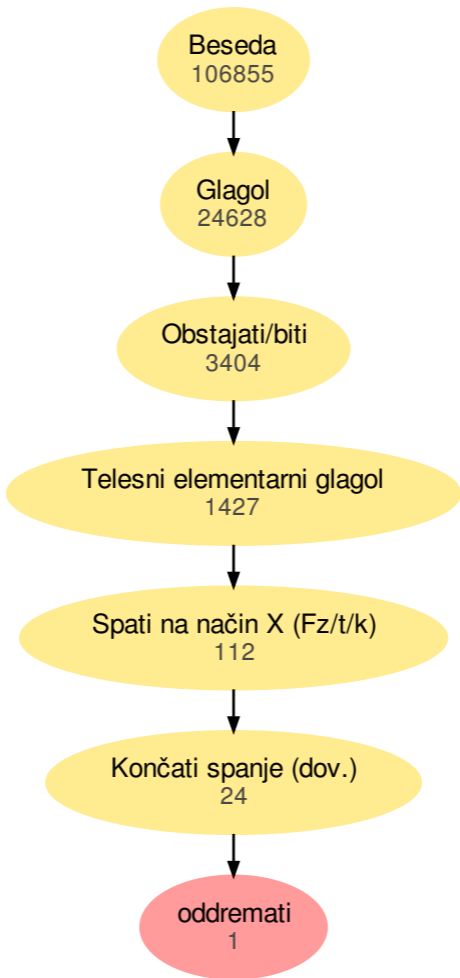 Beseda
106855
Glagol
24628
Obstajati/biti
3404
Telesni elementarni glagol
1427
Spati na način X (Fz/t/k)
112
Končati spanje (dov.)
24
oddremati
1